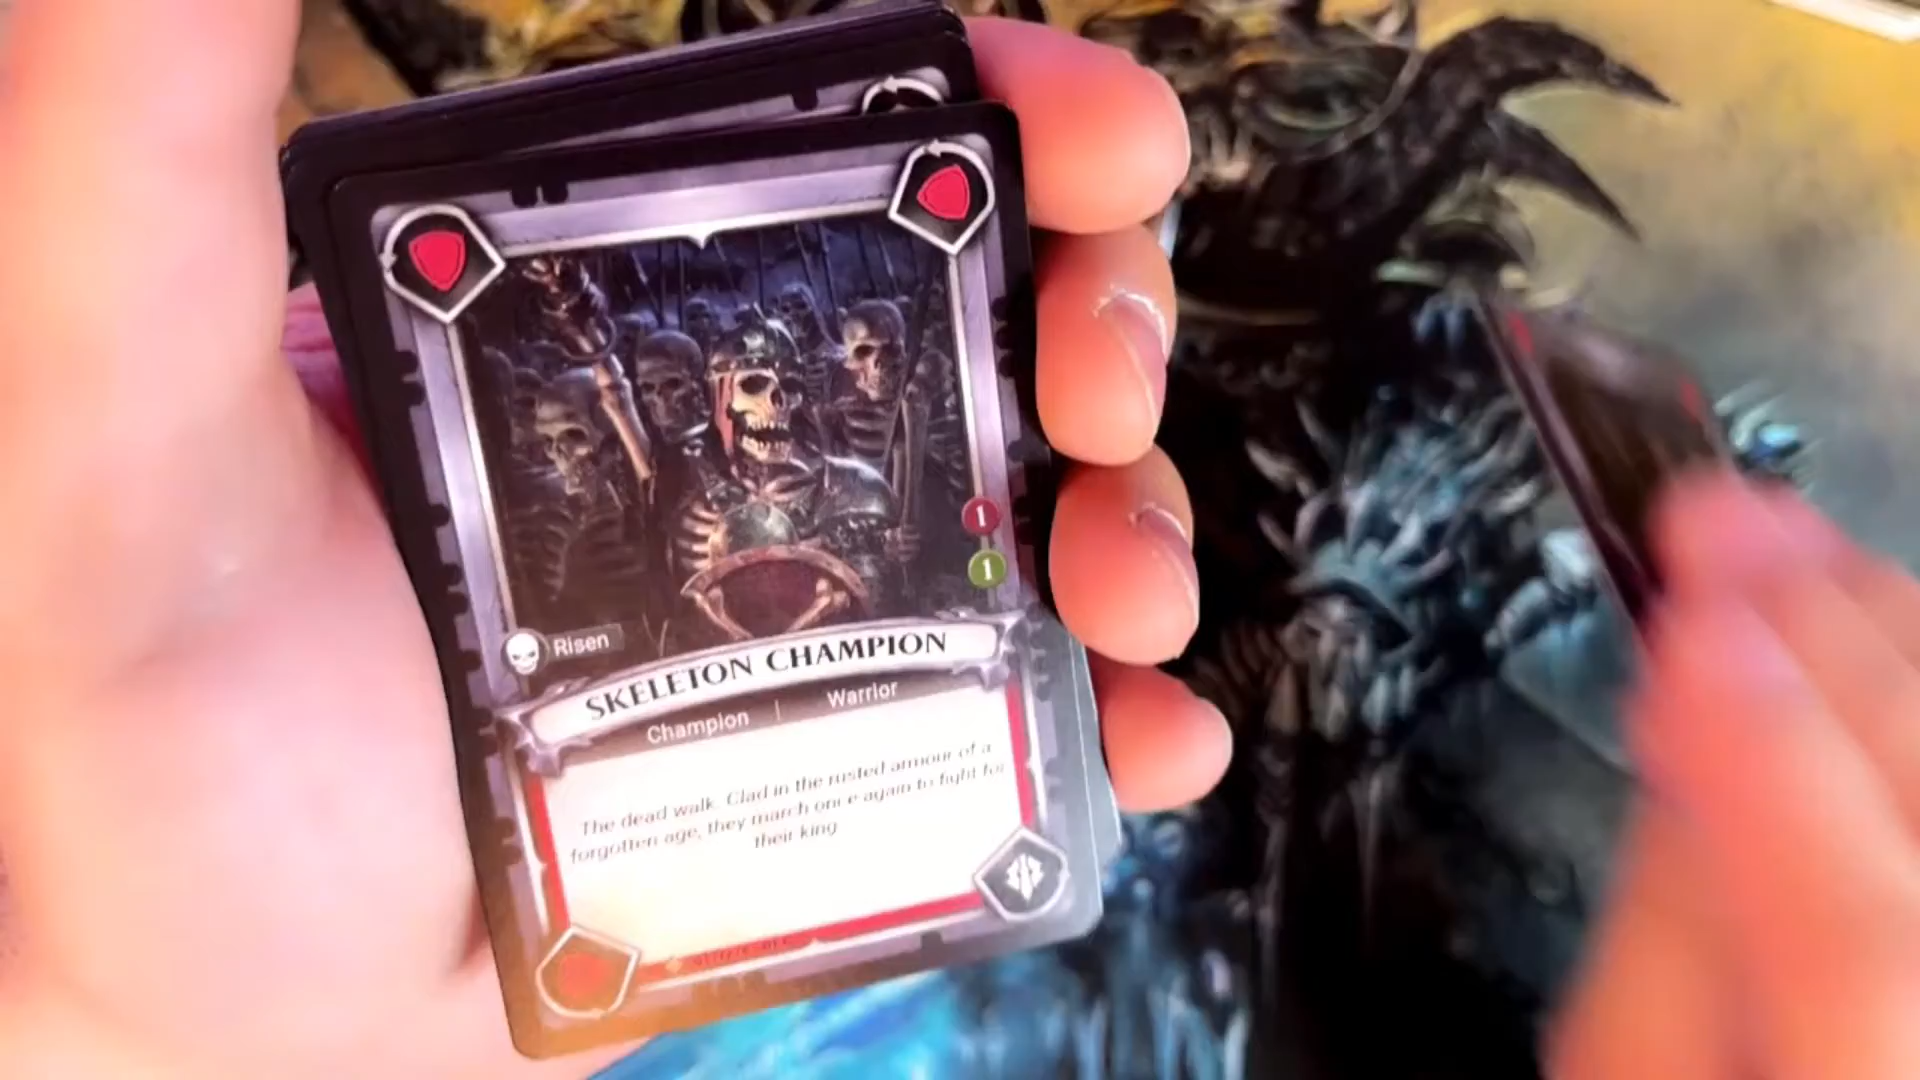 1
1
Risen
SKELETON CHAMPION
Champion | Warrior
The dead walk. Clad in the rusted armour of a
forgotten age, they march once again to fight for
their king